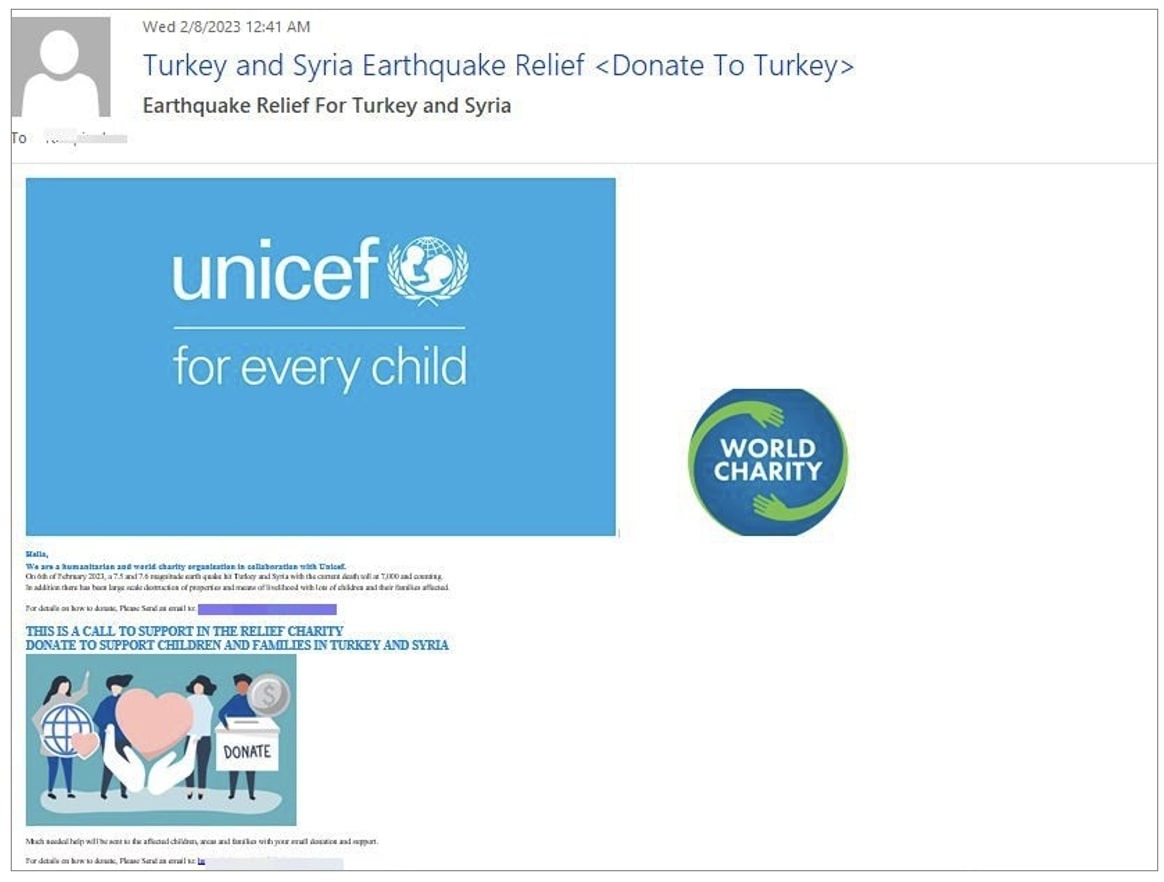 Wed 2/8/2023 12:41 AM
Turkey and Syria Earthquake Relief <Donate To Turkey>
Earthquake Relief For Turkey and Syria
To
unicef
for every child
WORLD
CHARITY
Hello,
We are a humanitarian and world charity organization in collaboration with Unicef.
On 6th of February 2023, a 7.5 and 7.6 magnitude earth quake hit Turkey and Syria with the current death toll at 7,000 and counting.
In addition there has been large scale destruction of properties and means of livelihood with lots of children and their families affected.
For details on how to donate, Please Send an email to:
THIS IS A CALL TO SUPPORT IN THE RELIEF CHARITY
DONATE TO SUPPORT CHILDREN AND FAMILIES IN TURKEY AND SYRIA
$
DONATE
Much needed help will be sent to the affected children, areas and families with your small donation and support.
For details on how to donate, Please Send an email to: